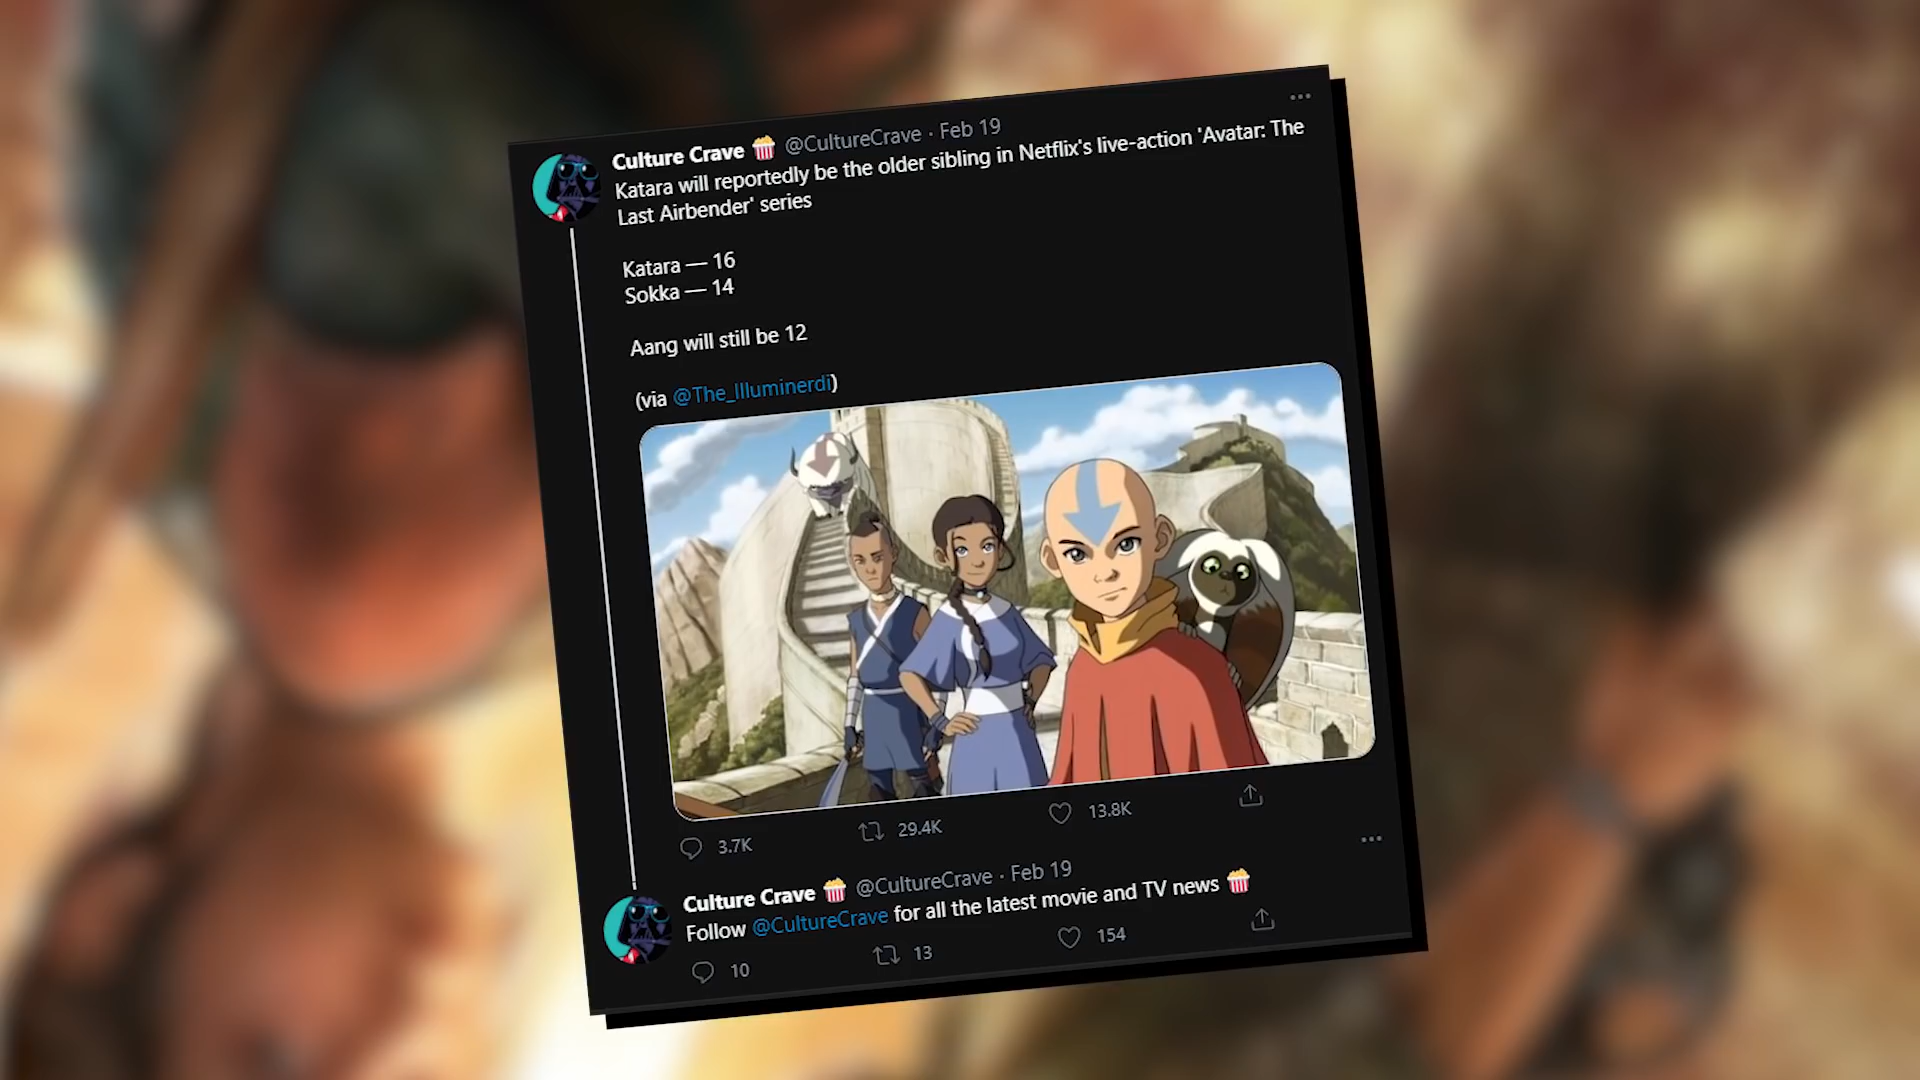 Culture Crave 🍿 @CultureCrave · Feb 19
Katara will reportedly be the older sibling in Netflix's live-action 'Avatar: The
Last Airbender' series
Katara — 16
Sokka — 14
Aang will still be 12
(via @The_Illuminerdi)
3.7K 29.4K 13.8K
Culture Crave 🍿 @CultureCrave · Feb 19
Follow @CultureCrave for all the latest movie and TV news 🍿
10 13 154